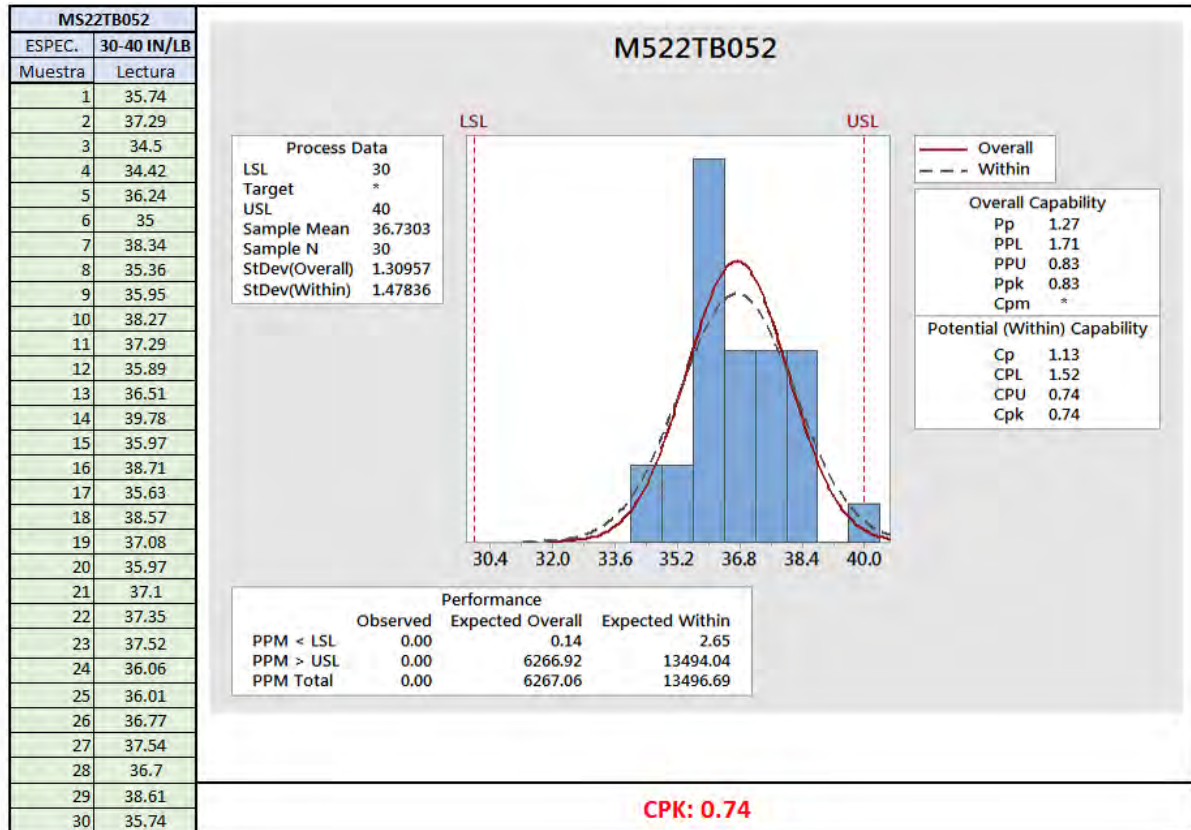 MS22TB052
ESPEC. 30-40 IN/LB
Muestra Lectura
1 35.74
2 37.29
3 34.5
4 34.42
5 36.24
6 35
7 38.34
8 35.36
9 35.95
10 38.27
11 37.29
12 35.89
13 36.51
14 39.78
15 35.97
16 38.71
17 35.63
18 38.57
19 37.08
20 35.97
21 37.1
22 37.35
23 37.52
24 36.06
25 36.01
26 36.77
27 37.54
28 36.7
29 38.61
30 35.74
M522TB052
LSL USL
Process Data
LSL 30
Target *
USL 40
Sample Mean 36.7303
Sample N 30
StDev(Overall) 1.30957
StDev(Within) 1.47836
Overall
Within
Overall Capability
Pp 1.27
PPL 1.71
PPU 0.83
Ppk 0.83
Cpm *
Potential (Within) Capability
Cp 1.13
CPL 1.52
CPU 0.74
Cpk 0.74
30.4 32.0 33.6 35.2 36.8 38.4 40.0
Performance
Observed Expected Overall Expected Within
PPM < LSL 0.00 0.14 2.65
PPM > USL 0.00 6266.92 13494.04
PPM Total 0.00 6267.06 13496.69
CPK: 0.74